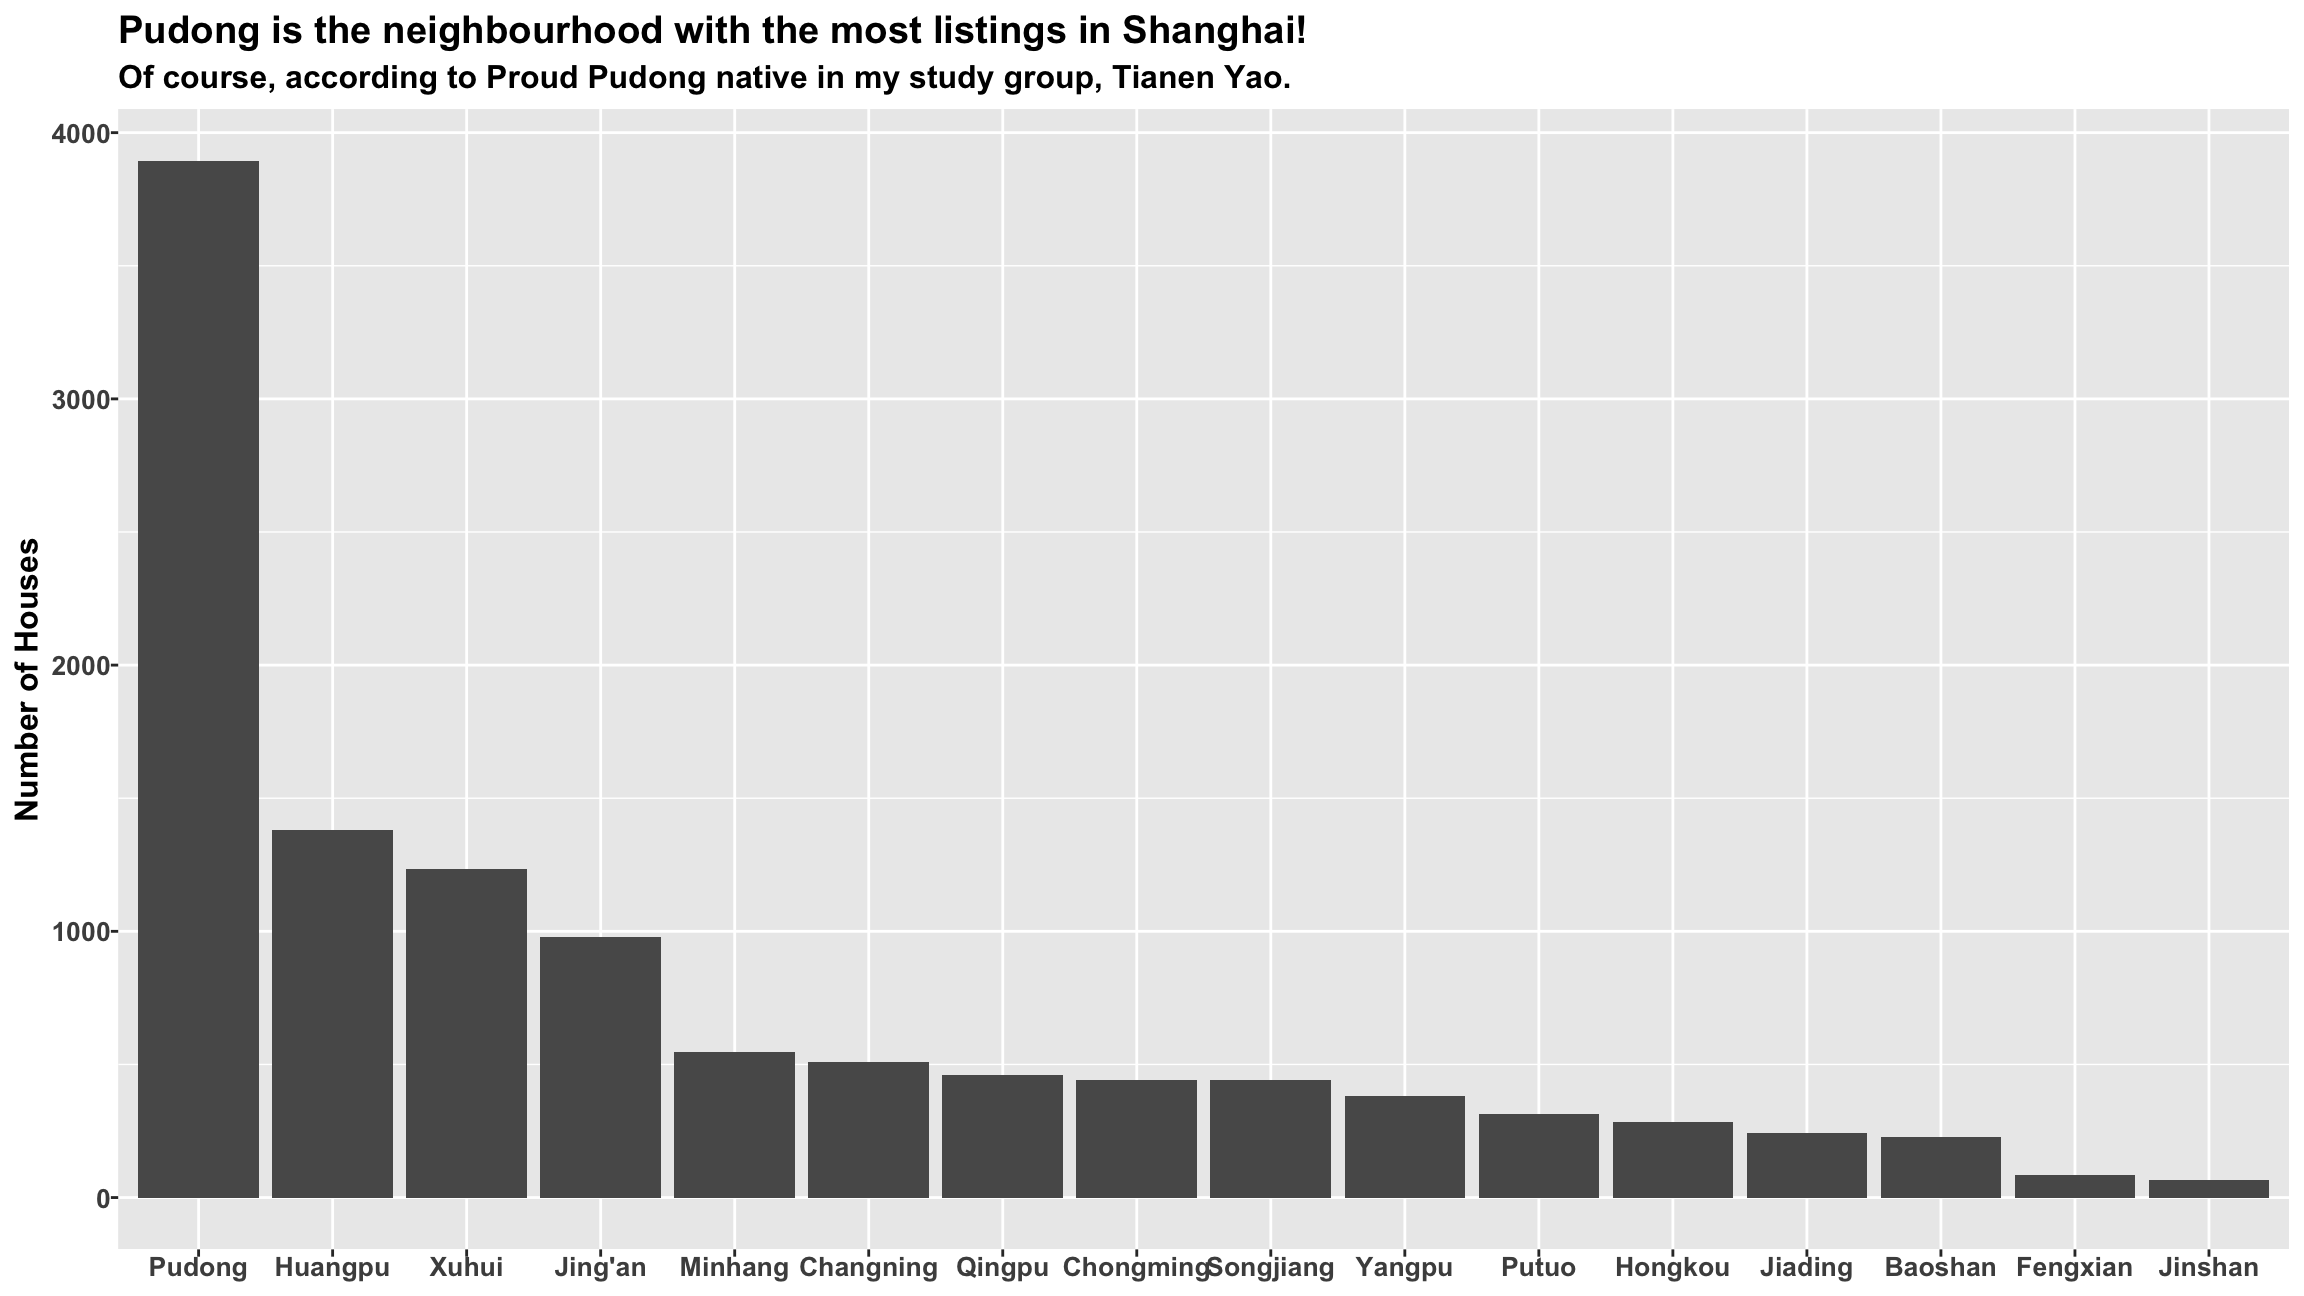 Pudong is the neighbourhood with the most listings in Shanghai!
Of course, according to Proud Pudong native in my study group, Tianen Yao.
Number of Houses
4000
3000
2000
1000
0
Pudong Huangpu Xuhui Jing'an Minhang Changning Qingpu Chongming Songjiang Yangpu Putuo Hongkou Jiading Baoshan Fengxian Jinshan